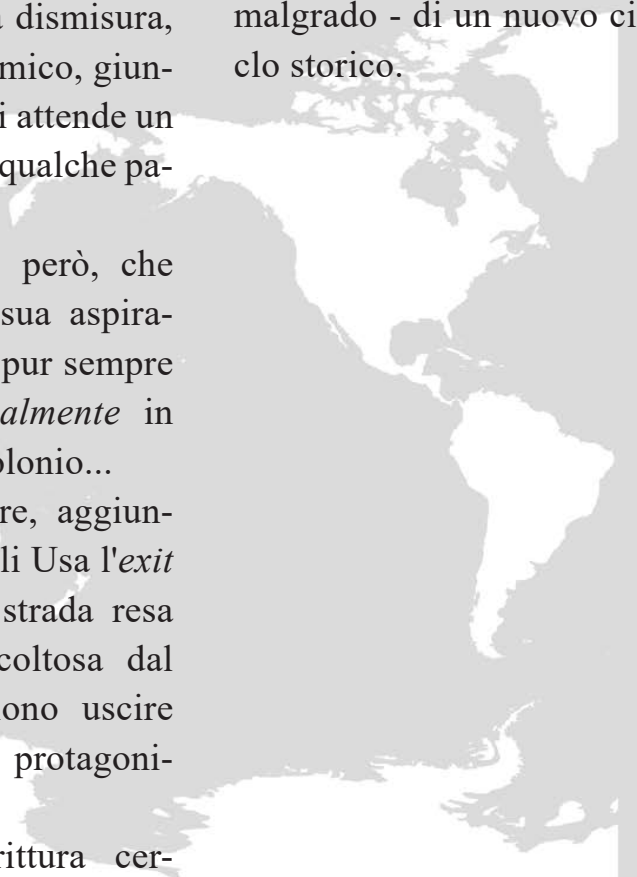 dismisura,
mico, giun-
i attende un
qualche pa-
però, che
sua aspira-
pur sempre
almente in
olonio...
re, aggiun-
li Usa l'exit
strada resa
coltosa dal
ono uscire
protagoni-
rittura cer-
malgrado - di un nuovo ci
clo storico.